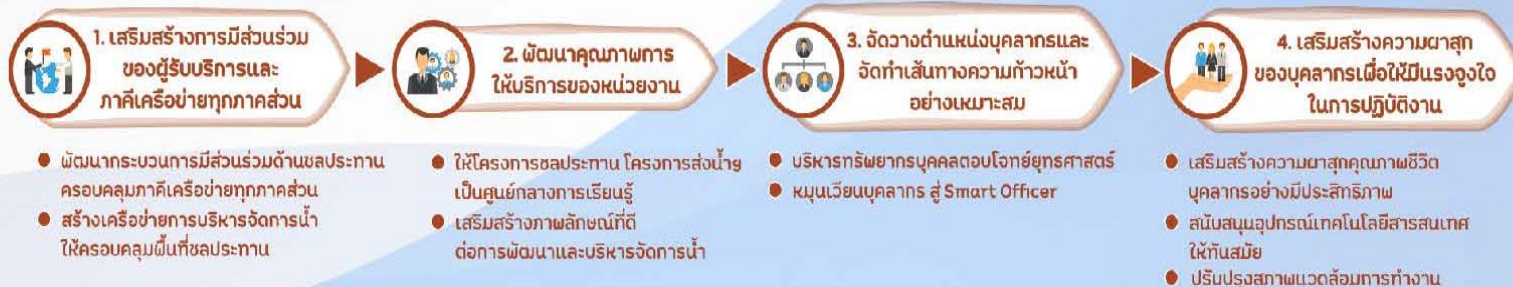 1. เสริมสร้างการมีส่วนร่วม
ของผู้รับบริการและ
ภาคีเครือข่ายทุกภาคส่วน
พัฒนากระบวนการมีส่วนร่วมด้านชลประทาน
ครอบคลุมภาคีเครือข่ายทุกภาคส่วน
สร้างเครือข่ายการบริหารจัดการน้ำ
ให้ครอบคลุมพื้นที่ชลประทาน
2. พัฒนาคุณภาพการ
ให้บริการของหน่วยงาน
ให้โครงการชลประทาน โครงการส่งน้ำฯ
เป็นศูนย์กลางการเรียนรู้
เสริมสร้างภาพลักษณ์ที่ดี
ต่อการพัฒนาและบริหารจัดการน้ำ
3. จัดวางตำแหน่งบุคลากรและ
จัดทำเส้นทางความก้าวหน้า
อย่างเหมาะสม
บริหารทรัพยากรบุคคลตอบโจทย์ยุทธศาสตร์
หมุนเวียนบุคลากร สู่ Smart Officer
4. เสริมสร้างความผาสุก
ของบุคลากรเพื่อให้มีแรงจูงใจ
ในการปฏิบัติงาน
เสริมสร้างความผาสุกคุณภาพชีวิต
บุคลากรอย่างมีประสิทธิภาพ
สนับสนุนอุปกรณ์เทคโนโลยีสารสนเทศ
ให้ทันสมัย
ปรับปรุงสภาพแวดล้อมการทำงาน